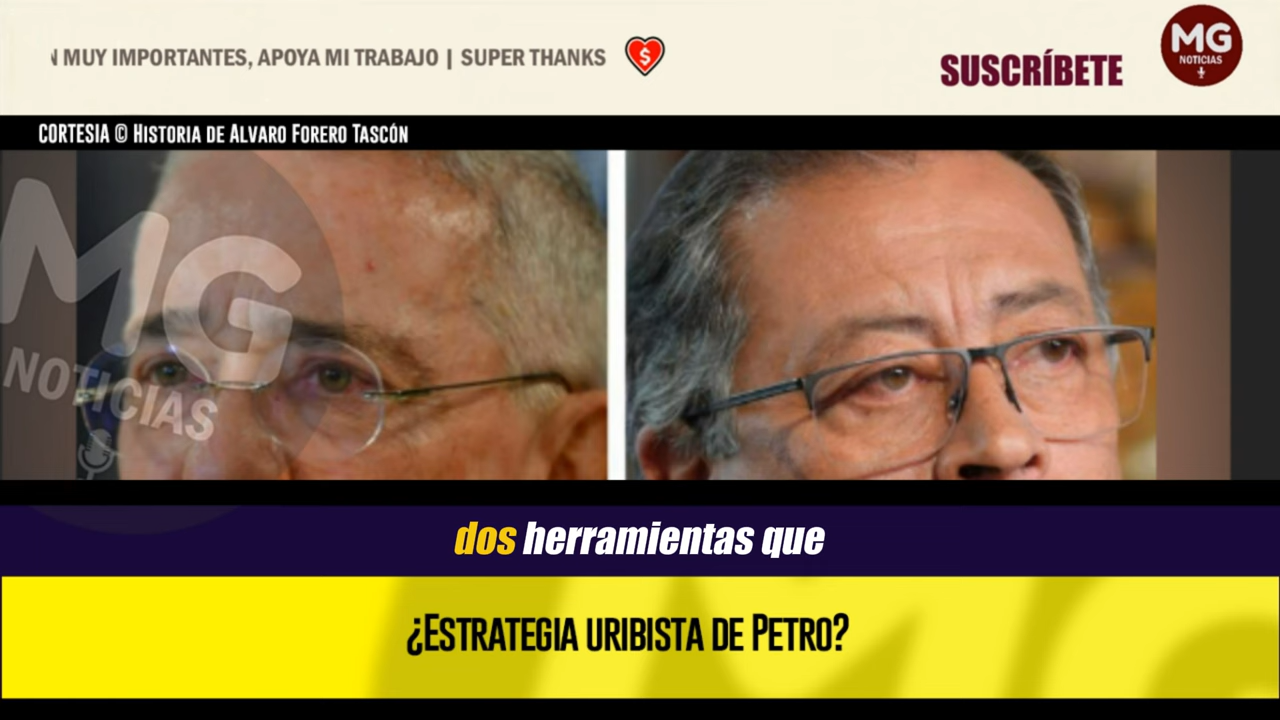 N MUY IMPORTANTES, APOYA MI TRABAJO | SUPER THANKS
SUSCRÍBETE
MG
NOTICIAS
CORTESIA © HISTORIA DE ALVARO FORERO TASCÓN
MG
NOTICIAS
dos herramientas que
¿ESTRATEGIA URIBISTA DE PETRO?